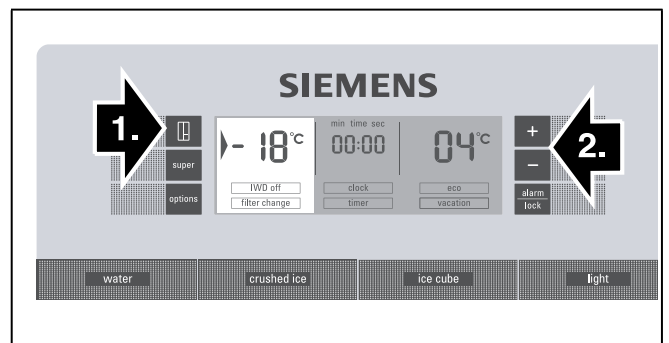 SIEMENS
1.
super
options
- 18°C
IWD off
filter change
min time sec
00:00
clock
timer
04°C
eco
vacation
+
-
alarm
lock
2.
water
crushed ice
ice cube
light